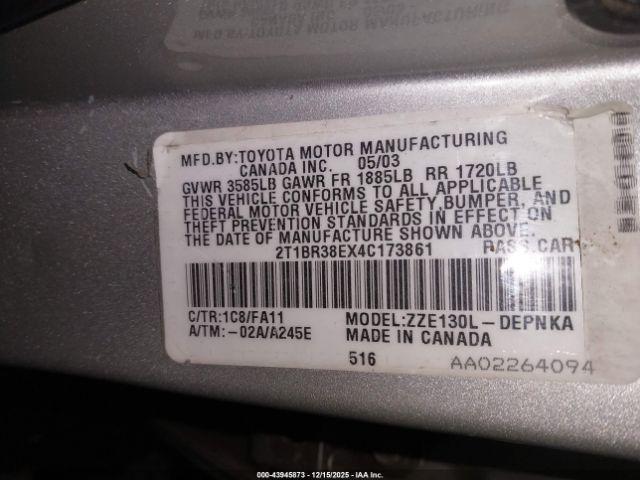 MFD.BY:TOYOTA MOTOR MANUFACTURING
CANADA INC. 05/03
GVWR 3585LB GAWR FR 1885LB RR 1720LB
THIS VEHICLE CONFORMS TO ALL APPLICABLE
FEDERAL MOTOR VEHICLE SAFETY,BUMPER, AND
THEFT PREVENTION STANDARDS IN EFFECT ON
THE DATE OF MANUFACTURE SHOWN ABOVE.
2T1BR38EX4C173861 PASS.CAR
C/TR:1C8/FA11 MODEL:ZZE130L-DEPNKA
A/TM:-02A/A245E MADE IN CANADA
516 AA02264094
000-43945873 - 12/15/2025 - IAA Inc.